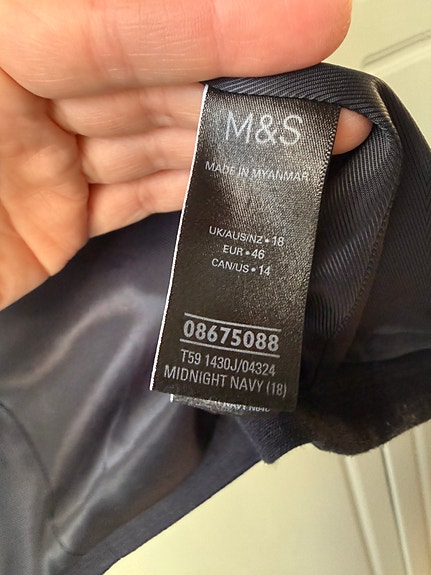 M&S
MADE IN MYANMAR
UK/AUS/NZ • 18
EUR • 46
CAN/US • 14
08675088
T59 1430J/04324
MIDNIGHT NAVY (18)
NAVY